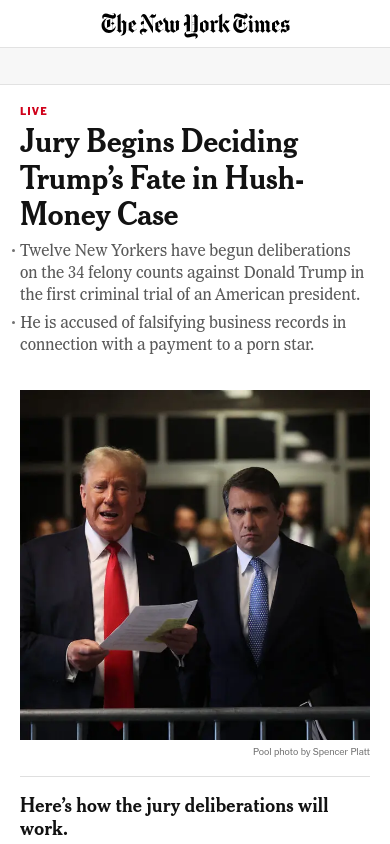 The New York Times
LIVE
Jury Begins Deciding
Trump’s Fate in Hush-
Money Case
· Twelve New Yorkers have begun deliberations
on the 34 felony counts against Donald Trump in
the first criminal trial of an American president.
· He is accused of falsifying business records in
connection with a payment to a porn star.
Pool photo by Spencer Platt
Here’s how the jury deliberations will
work.